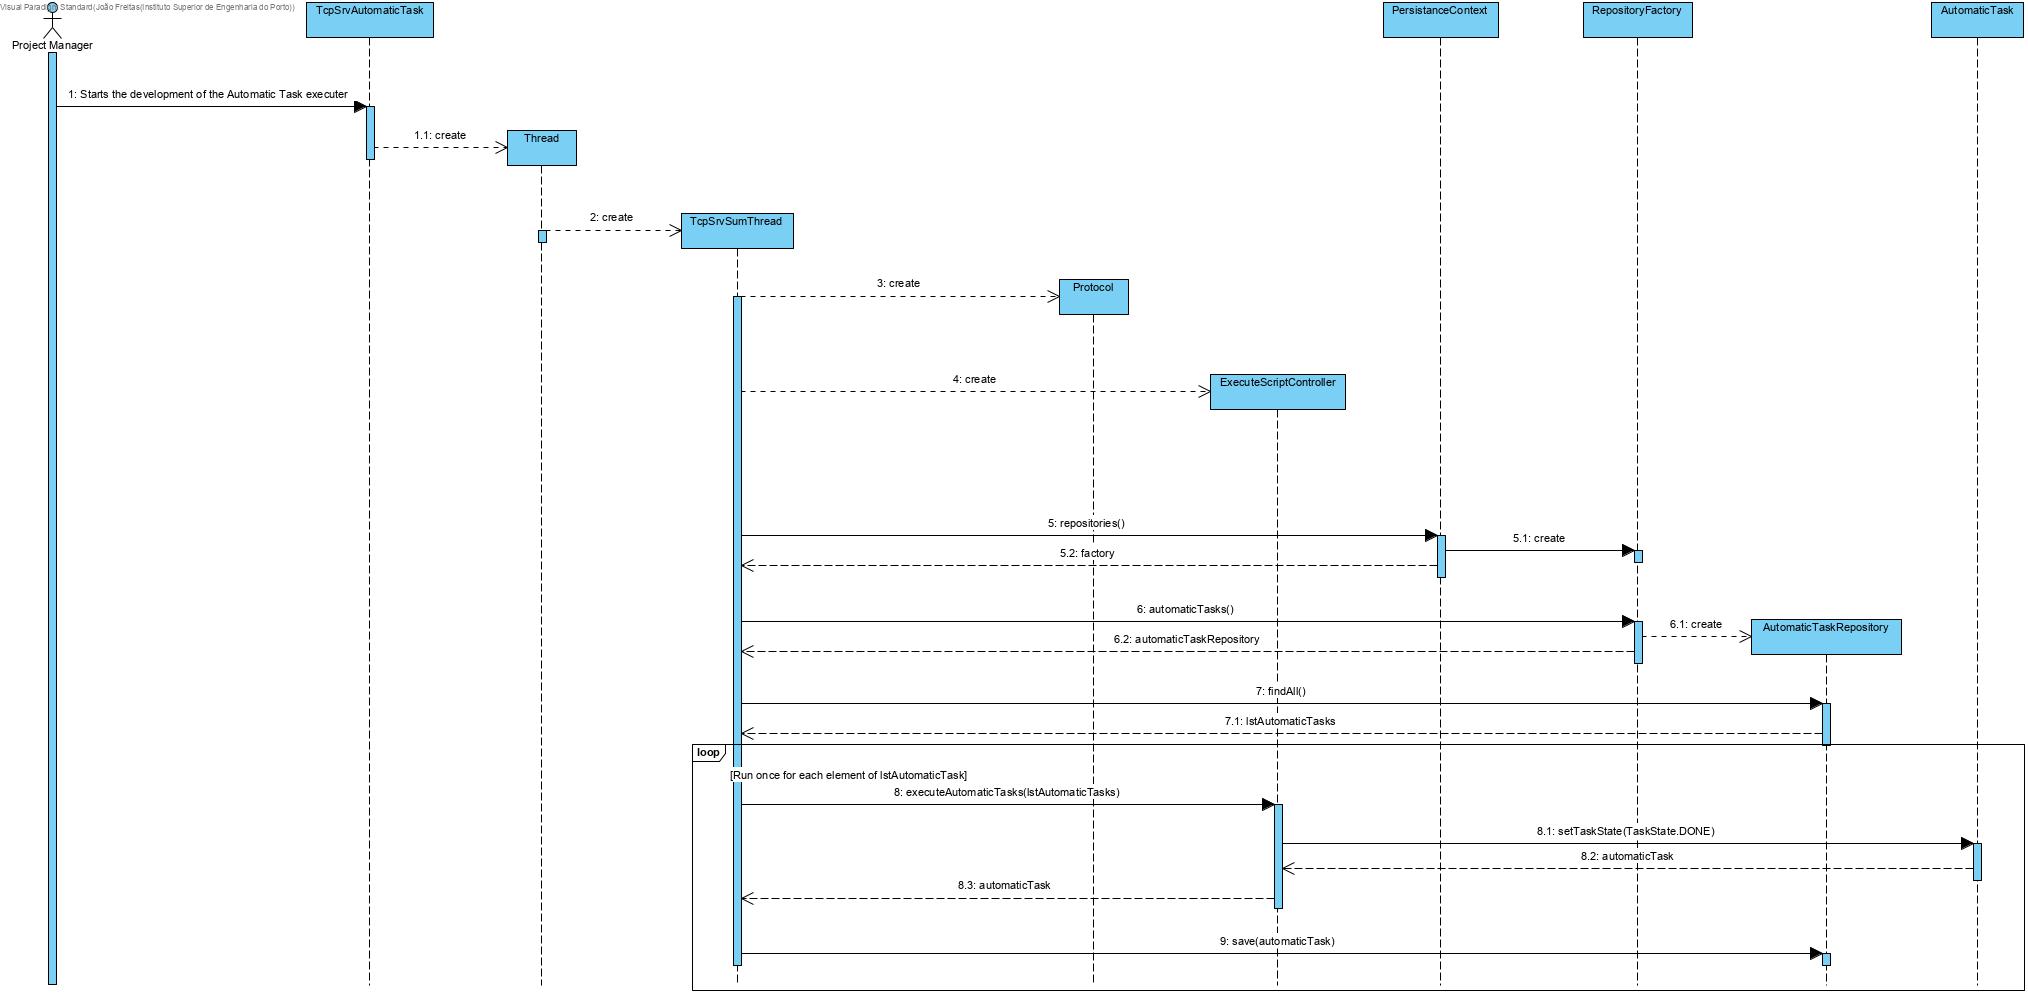 Visual Paradigm Standard(João Freitas(Instituto Superior de Engenharia do Porto))
TcpSrvAutomaticTask
PersistanceContext
RepositoryFactory
AutomaticTask
Project Manager
1: Starts the development of the Automatic Task executer
1.1: create
Thread
2: create
TcpSrvSumThread
3: create
Protocol
4: create
ExecuteScriptController
5: repositories()
5.1: create
5.2: factory
6: automaticTasks()
6.1: create
AutomaticTaskRepository
6.2: automaticTaskRepository
7: findAll()
7.1: lstAutomaticTasks
loop
[Run once for each element of lstAutomaticTask]
8: executeAutomaticTasks(lstAutomaticTasks)
8.1: setTaskState(TaskState.DONE)
8.2: automaticTask
8.3: automaticTask
9: save(automaticTask)